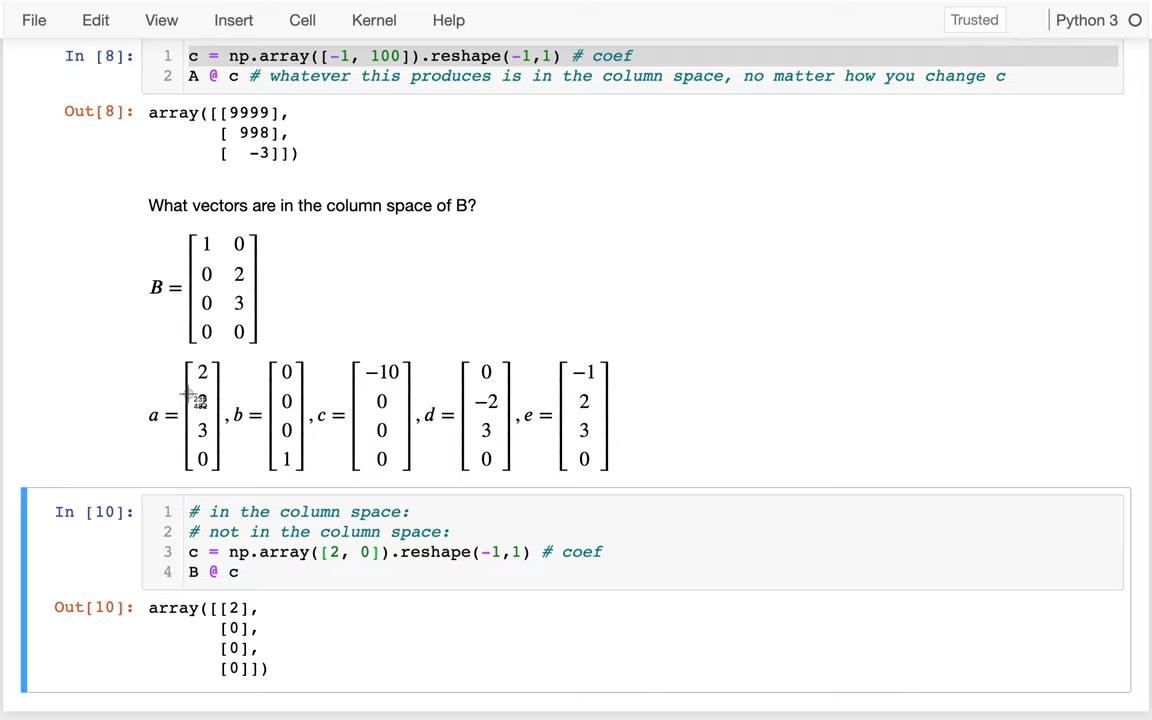 File Edit View Insert Cell Kernel Help Trusted Python 3
In [8]: 1 c = np.array([-1, 100]).reshape(-1,1) # coef
2 A @ c # whatever this produces is in the column space, no matter how you change c
Out[8]: array([[9999],
[ 998],
[ -3]])
What vectors are in the column space of B?
1 0
0 2
B =
0 3
0 0
2 0 -10 0 -1
0 0 -2 2
a = , b = , c = , d = , e =
3 0 0 3 3
0 1 0 0 0
In [10]: 1 # in the column space:
2 # not in the column space:
3 c = np.array([2, 0]).reshape(-1,1) # coef
4 B @ c
Out[10]: array([[2],
[0],
[0],
[0]])